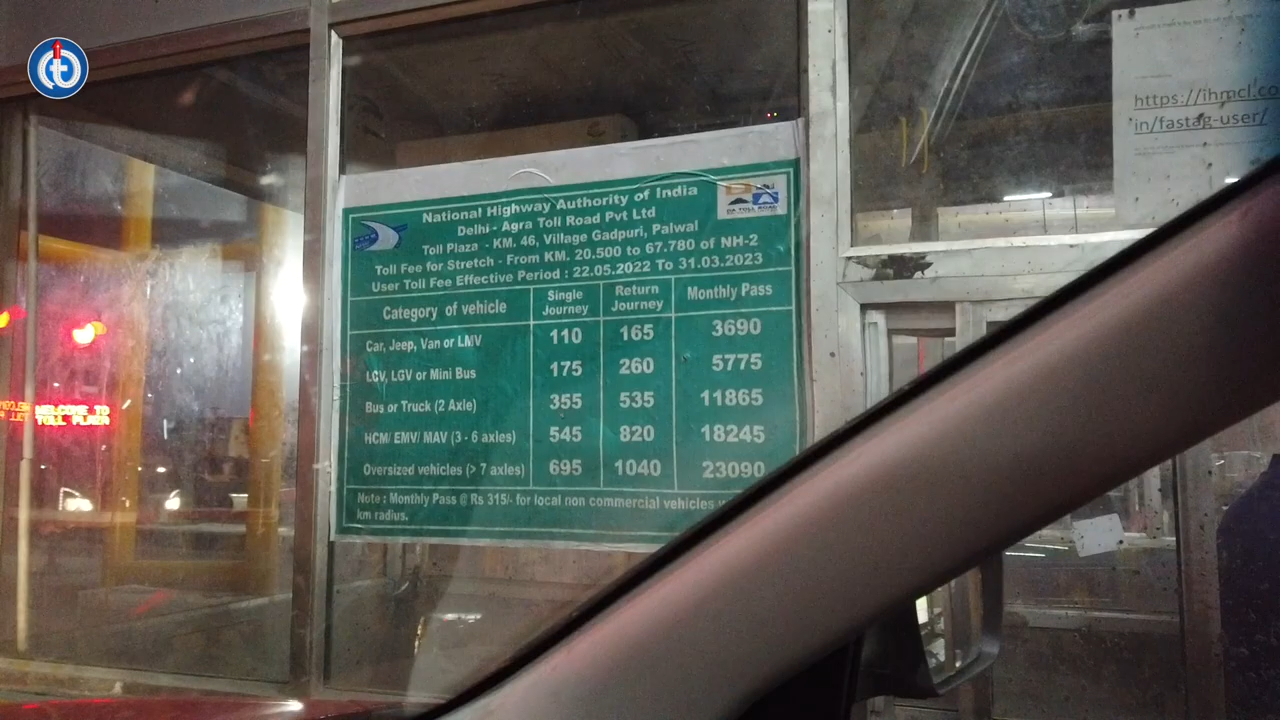 National Highway Authority of India
Delhi - Agra Toll Road Pvt Ltd
Toll Plaza - KM. 46, Village Gadpuri, Palwal
Toll Fee for Stretch - From KM. 20.500 to 67.780 of NH-2
User Toll Fee Effective Period : 22.05.2022 To 31.03.2023
Category of vehicle Single Journey Return Journey Monthly Pass
Car, Jeep, Van or LMV 110 165 3690
LCV, LGV or Mini Bus 175 260 5775
Bus or Truck (2 Axle) 355 535 11865
HCM/ EMV/ MAV (3 - 6 axles) 545 820 18245
Oversized vehicles (> 7 axles) 695 1040 23090
Note : Monthly Pass @ Rs 315/- for local non commercial vehicles
km radius.
https://ihmcl.co
in/fastag-user/
WELCOME TO
TOLL PLAZA